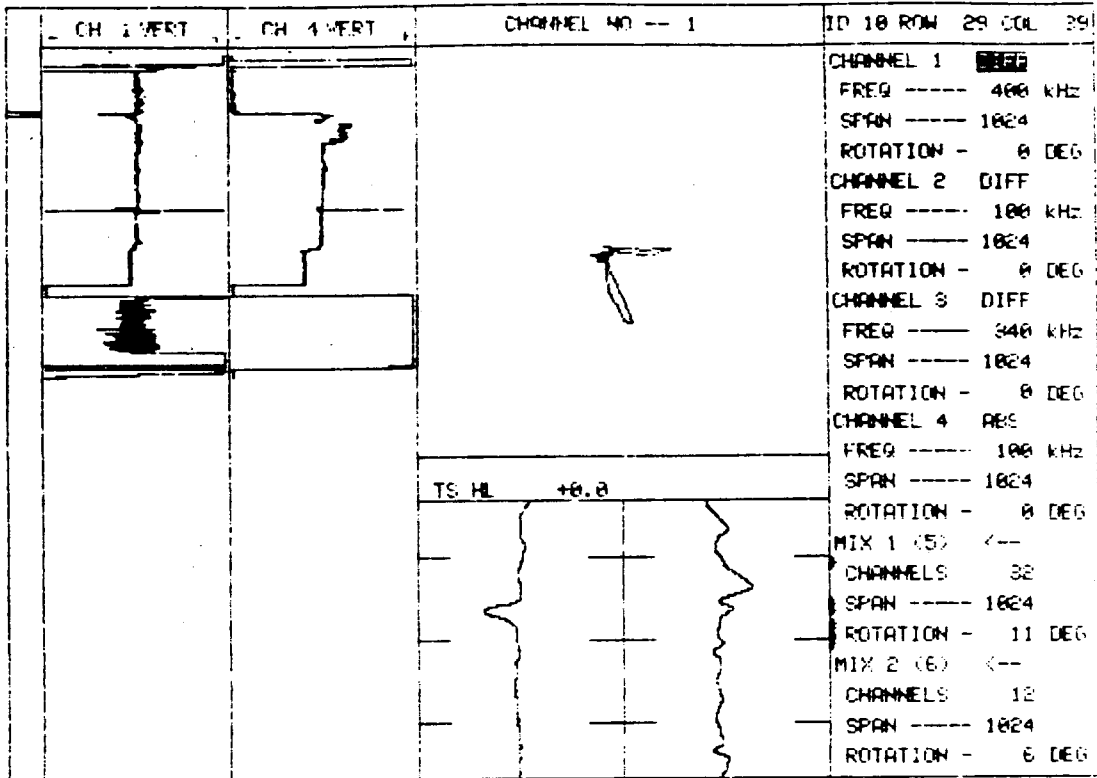 CH 1 VERT
CH 4 VERT
CHANNEL NO -- 1
ID 10 ROW 29 COL 39
CHANNEL 1 DIFF
FREQ ----- 400 kHz
SPAN ----- 1024
ROTATION - 0 DEG
CHANNEL 2 DIFF
FREQ ----- 100 kHz
SPAN ----- 1024
ROTATION - 0 DEG
CHANNEL 3 DIFF
FREQ ----- 340 kHz
SPAN ----- 1024
ROTATION - 0 DEG
CHANNEL 4 ABS
FREQ ----- 100 kHz
SPAN ----- 1024
ROTATION - 0 DEG
MIX 1 (5) <--
CHANNELS 32
SPAN ----- 1024
ROTATION - 11 DEG
MIX 2 (6) <--
CHANNELS 12
SPAN ----- 1024
ROTATION - 6 DEG
TS HL +0.0